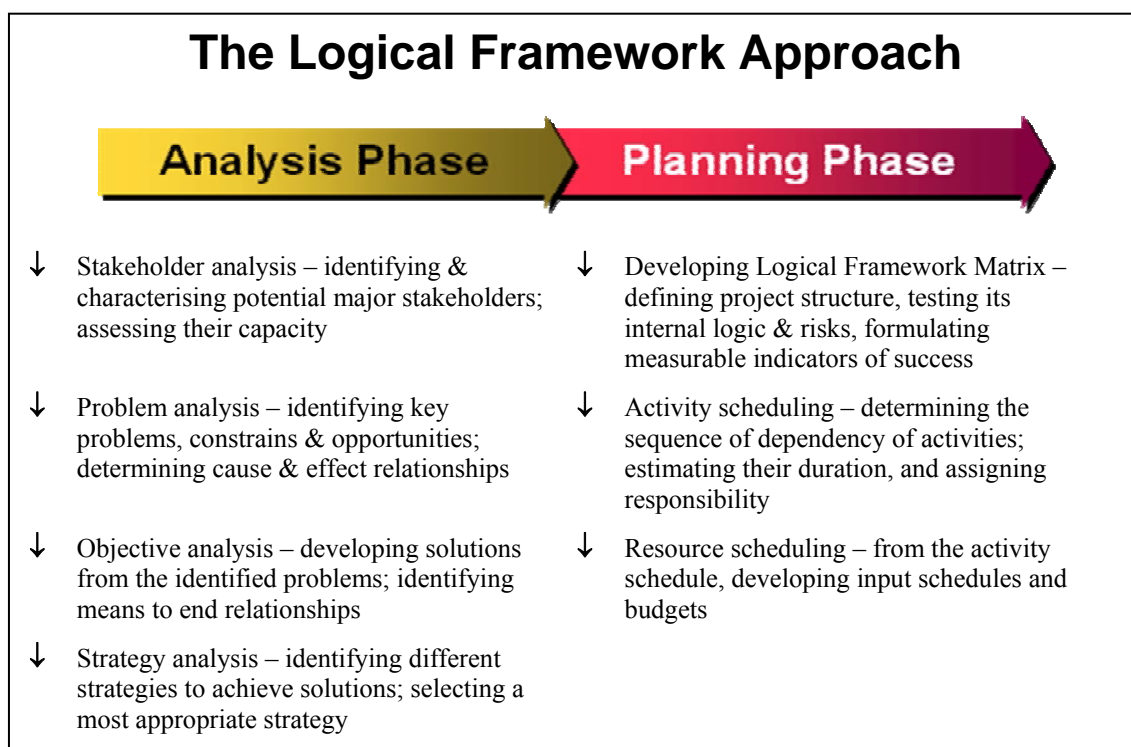 The Logical Framework Approach
Analysis Phase
Planning Phase
↓ Stakeholder analysis – identifying &
characterising potential major stakeholders;
assessing their capacity
↓ Problem analysis – identifying key
problems, constrains & opportunities;
determining cause & effect relationships
↓ Objective analysis – developing solutions
from the identified problems; identifying
means to end relationships
↓ Strategy analysis – identifying different
strategies to achieve solutions; selecting a
most appropriate strategy
↓ Developing Logical Framework Matrix –
defining project structure, testing its
internal logic & risks, formulating
measurable indicators of success
↓ Activity scheduling – determining the
sequence of dependency of activities;
estimating their duration, and assigning
responsibility
↓ Resource scheduling – from the activity
schedule, developing input schedules and
budgets